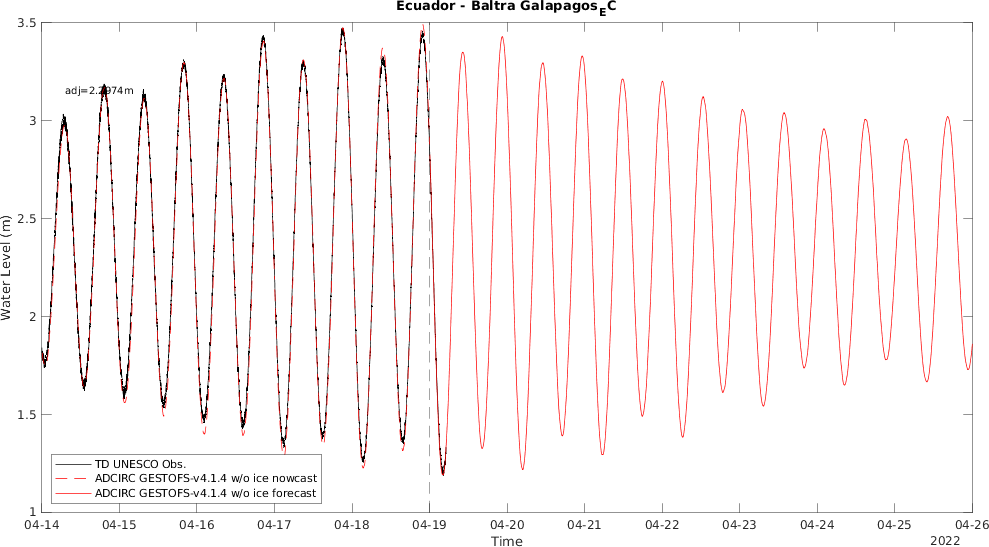 Ecuador - Baltra Galapagos_EC
adj=2.2974m
Water Level (m)
3.5
3
2.5
2
1.5
1
TD UNESCO Obs.
ADCIRC GESTOFS-v4.1.4 w/o ice nowcast
ADCIRC GESTOFS-v4.1.4 w/o ice forecast
04-14 04-15 04-16 04-17 04-18 04-19 04-20 04-21 04-22 04-23 04-24 04-25 04-26
Time
2022